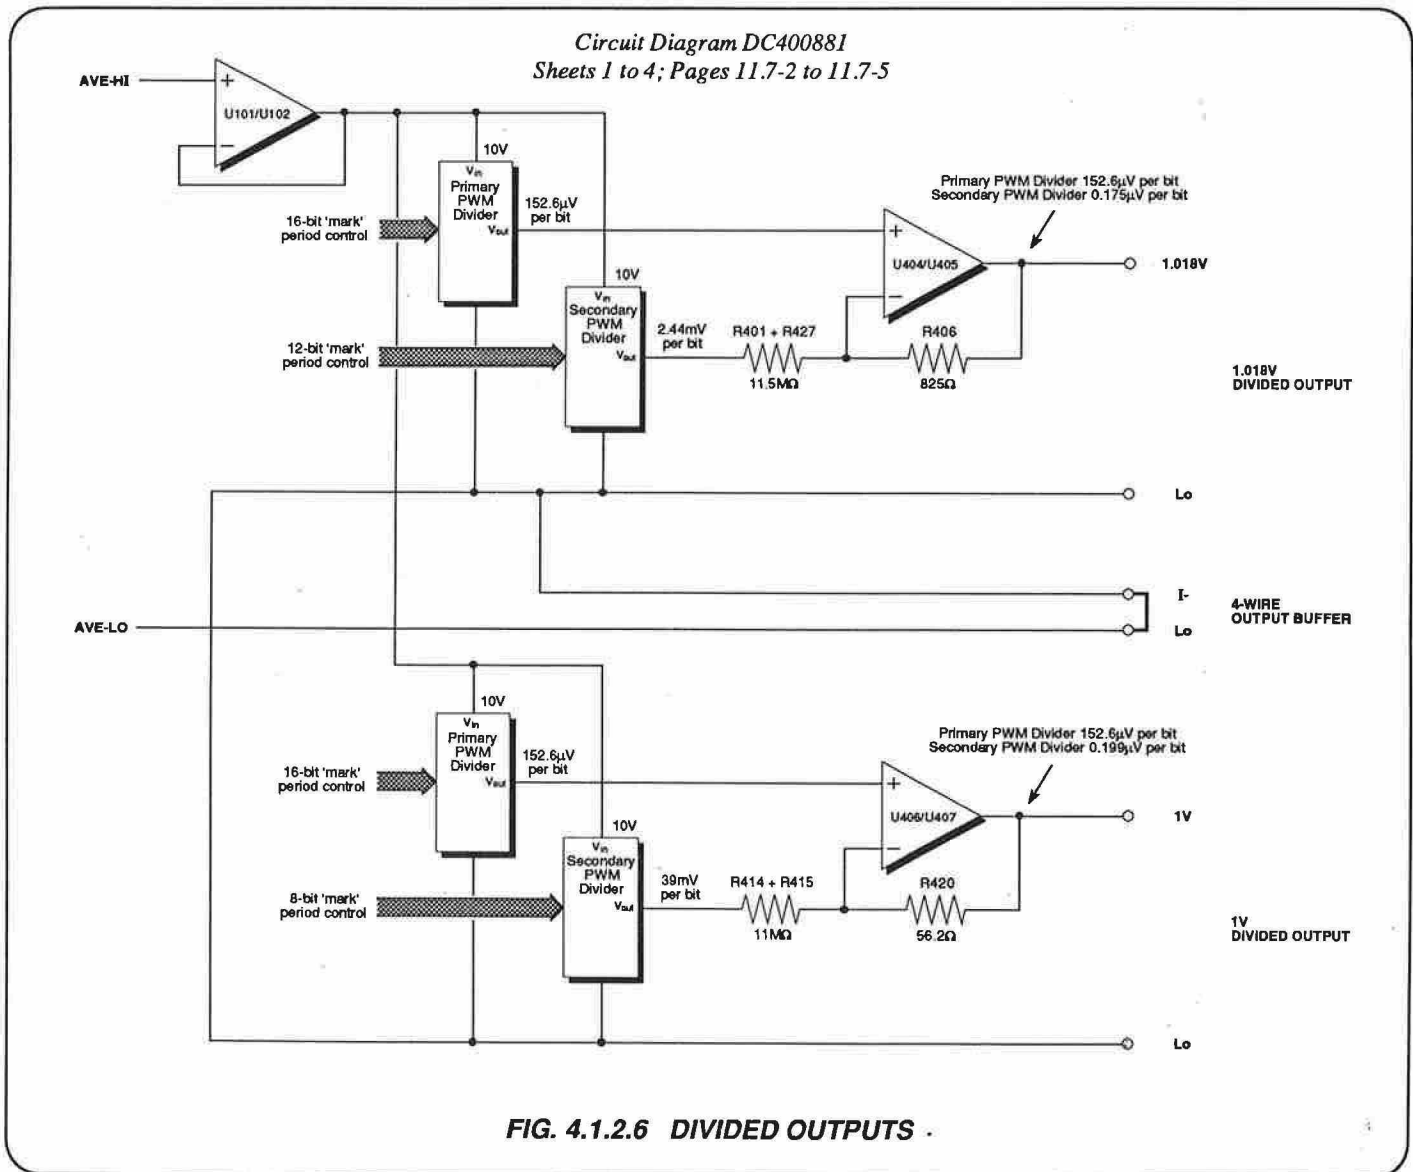 Circuit Diagram DC400881
Sheets 1 to 4; Pages 11.7-2 to 11.7-5
AVE-HI
+
U101/U102
−
10V
Vin
Primary
PWM
Divider
Vout
152.6µV
per bit
16-bit 'mark'
period control
10V
Vin
Secondary
PWM
Divider
Vout
12-bit 'mark'
period control
2.44mV
per bit
R401 + R427
11.5MΩ
Primary PWM Divider 152.6µV per bit
Secondary PWM Divider 0.175µV per bit
+
U404/U405
−
R406
825Ω
1.018V
1.018V
DIVIDED OUTPUT
Lo
I-
4-WIRE
OUTPUT BUFFER
AVE-LO
Lo
10V
Vin
Primary
PWM
Divider
Vout
152.6µV
per bit
16-bit 'mark'
period control
10V
Vin
Secondary
PWM
Divider
Vout
8-bit 'mark'
period control
39mV
per bit
R414 + R415
11MΩ
Primary PWM Divider 152.6µV per bit
Secondary PWM Divider 0.199µV per bit
+
U406/U407
−
R420
56.2Ω
1V
1V
DIVIDED OUTPUT
Lo
FIG. 4.1.2.6 DIVIDED OUTPUTS